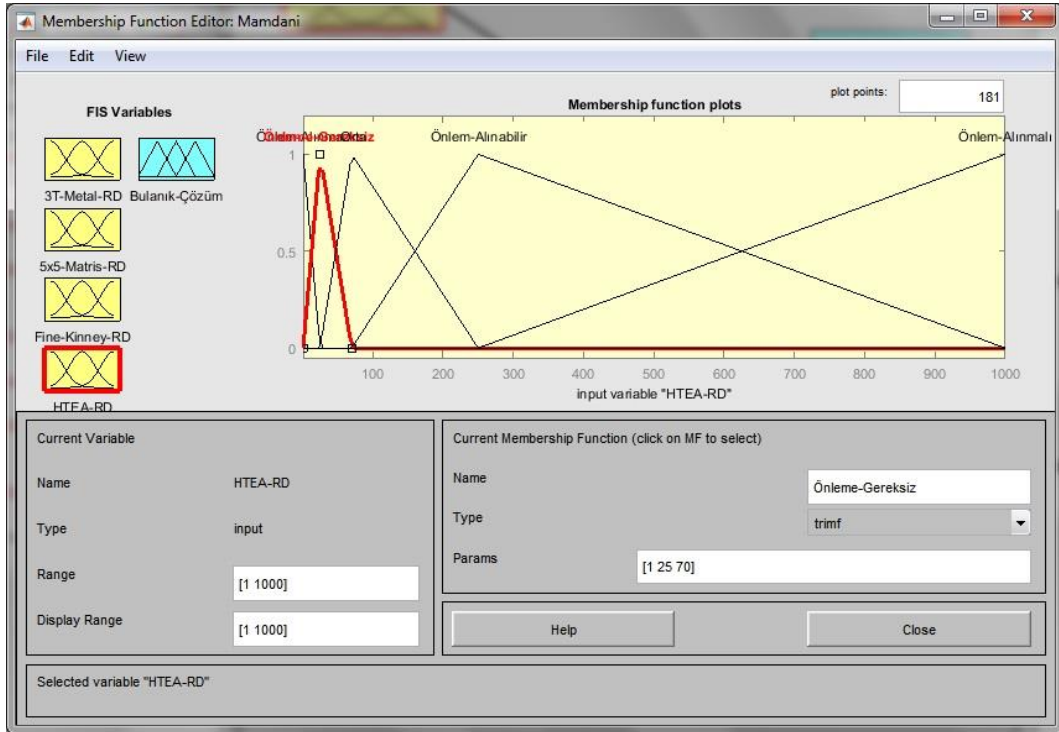 Membership Function Editor: Mamdani
File Edit View
FIS Variables
3T-Metal-RD Bulanık-Çözüm
5x5-Matris-RD
Fine-Kinney-RD
HTEA-RD
Membership function plots
plot points: 181
Orta Önlem-Alınabilir Önlem-Alınmalı
1
0.5
0
100 200 300 400 500 600 700 800 900 1000
input variable "HTEA-RD"
Current Variable
Name HTEA-RD
Type input
Range [1 1000]
Display Range [1 1000]
Current Membership Function (click on MF to select)
Name Önleme-Gereksiz
Type trimf
Params [1 25 70]
Help Close
Selected variable "HTEA-RD"